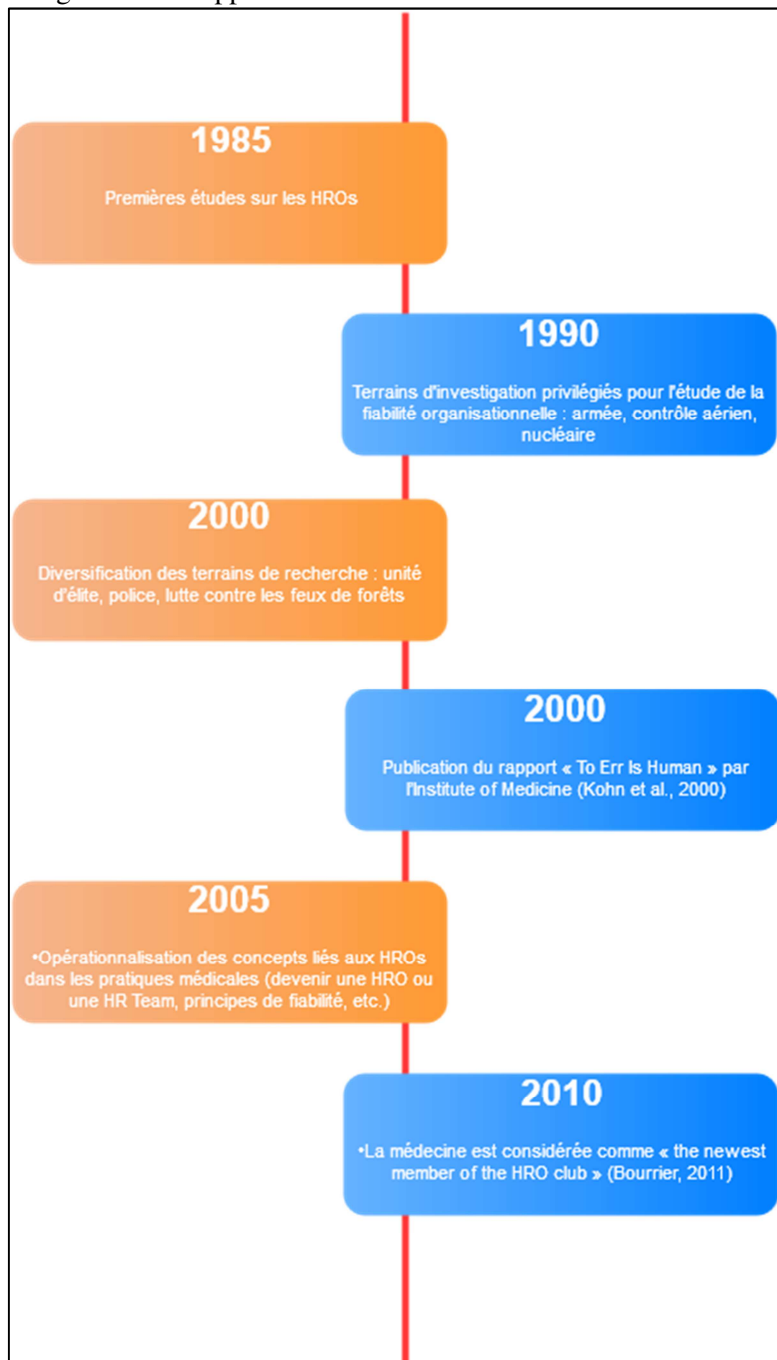 1985
Premières études sur les HROs
1990
Terrains d'investigation privilégiés pour l'étude de la
fiabilité organisationnelle : armée, contrôle aérien,
nucléaire
2000
Diversification des terrains de recherche : unité
d'élite, police, lutte contre les feux de forêts
2000
Publication du rapport « To Err Is Human » par
l'Institute of Medicine (Kohn et al., 2000)
2005
•Opérationnalisation des concepts liés aux HROs
dans les pratiques médicales (devenir une HRO ou
une HR Team, principes de fiabilité, etc.)
2010
•La médecine est considérée comme « the newest
member of the HRO club » (Bourrier, 2011)